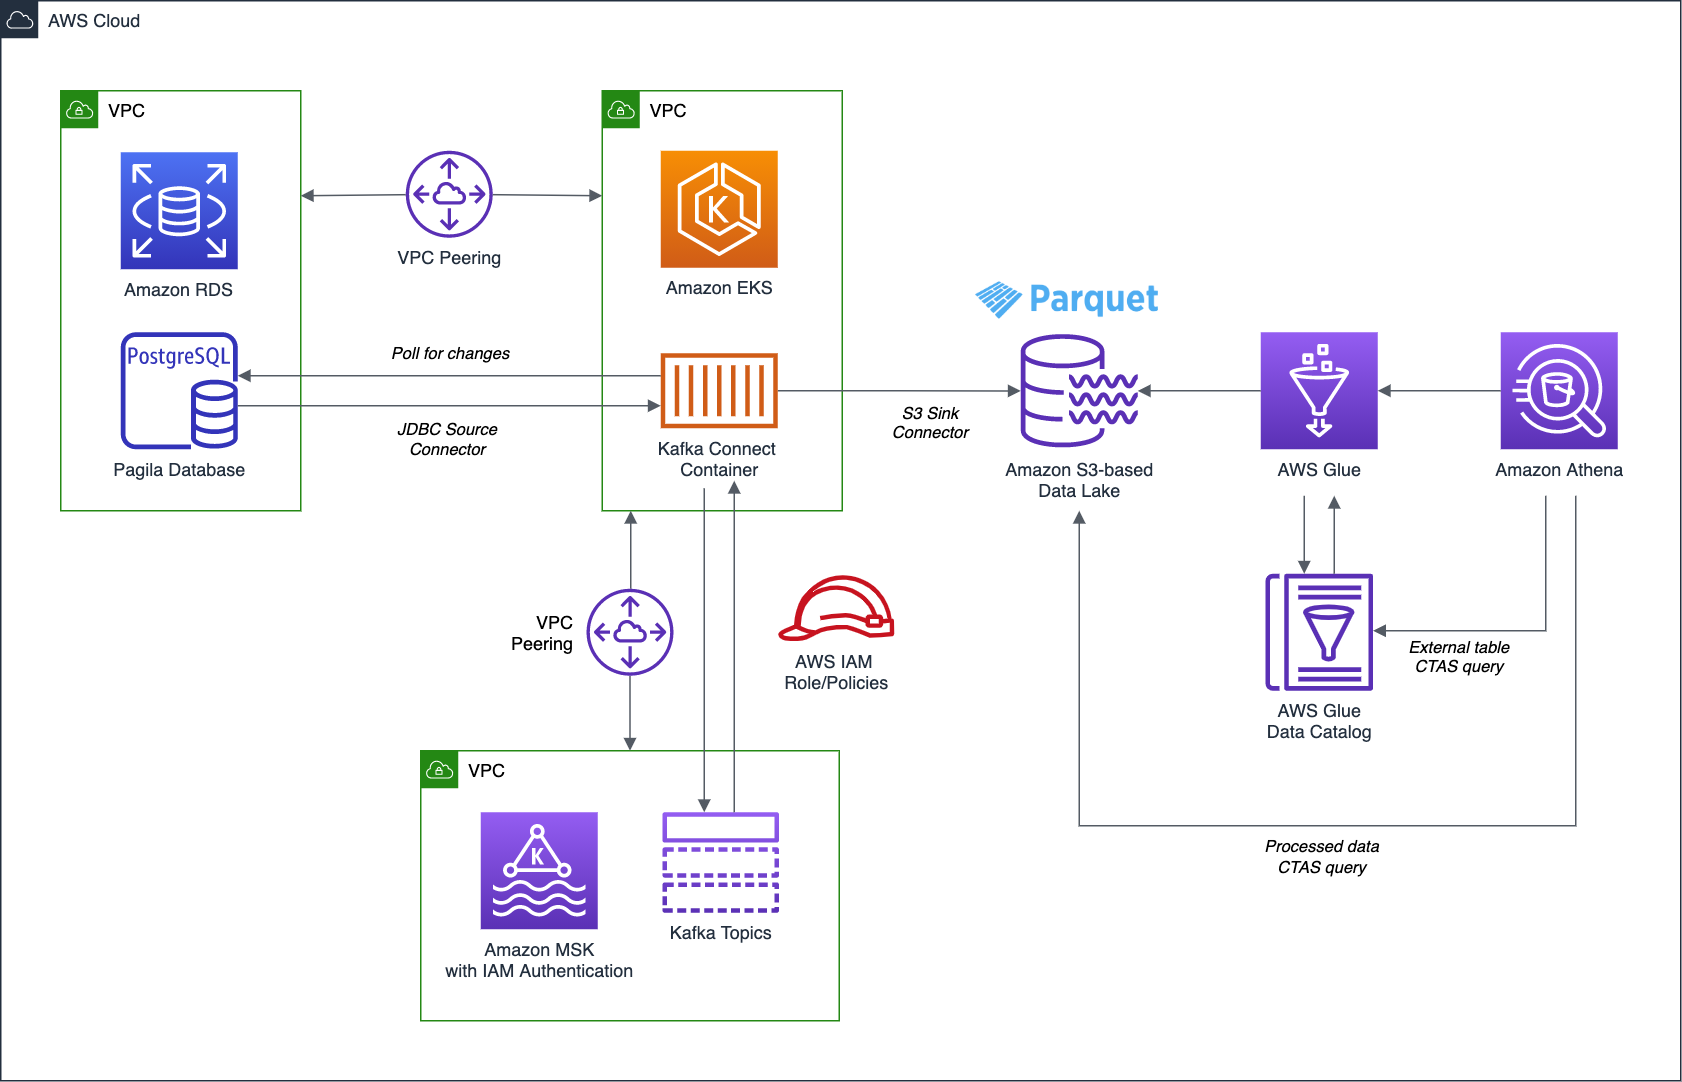 AWS Cloud
VPC
VPC
Amazon RDS
VPC Peering
K
Amazon EKS
Parquet
PostgreSQL
Pagila Database
Poll for changes
JDBC Source
Connector
Kafka Connect
Container
S3 Sink
Connector
Amazon S3-based
Data Lake
AWS Glue
Amazon Athena
VPC
Peering
AWS IAM
Role/Policies
External table
CTAS query
AWS Glue
Data Catalog
VPC
K
Amazon MSK
with IAM Authentication
Kafka Topics
Processed data
CTAS query